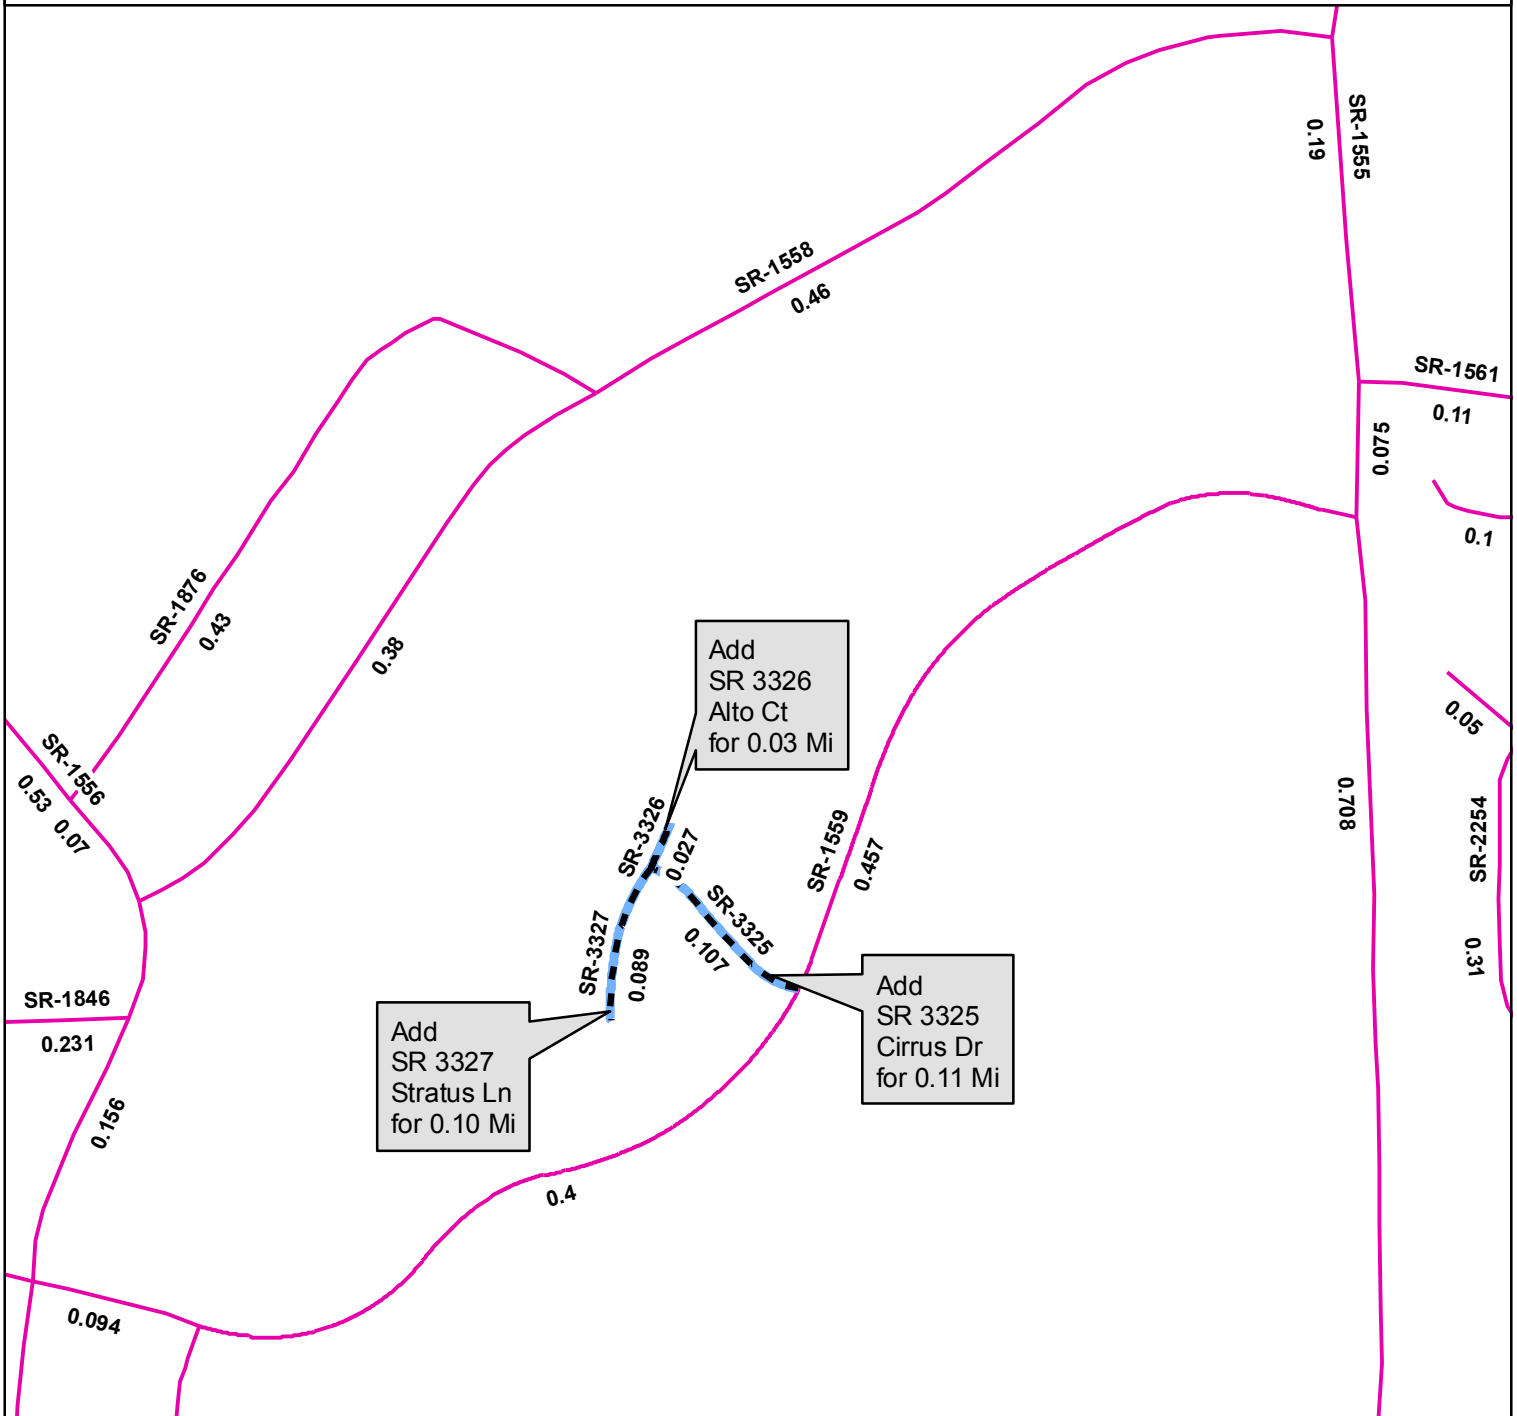 SR-1555
0.19
SR-1558
0.46
SR-1561
0.11
0.075
0.1
SR-1876
0.43
0.38
Add
SR 3326
Alto Ct
for 0.03 Mi
SR-1556
0.53
0.07
0.05
SR-3326
0.027
SR-1559
0.457
0.708
SR-2254
0.31
SR-3325
0.107
SR-3327
0.089
Add
SR 3325
Cirrus Dr
for 0.11 Mi
SR-1846
0.231
Add
SR 3327
Stratus Ln
for 0.10 Mi
0.156
0.4
0.094